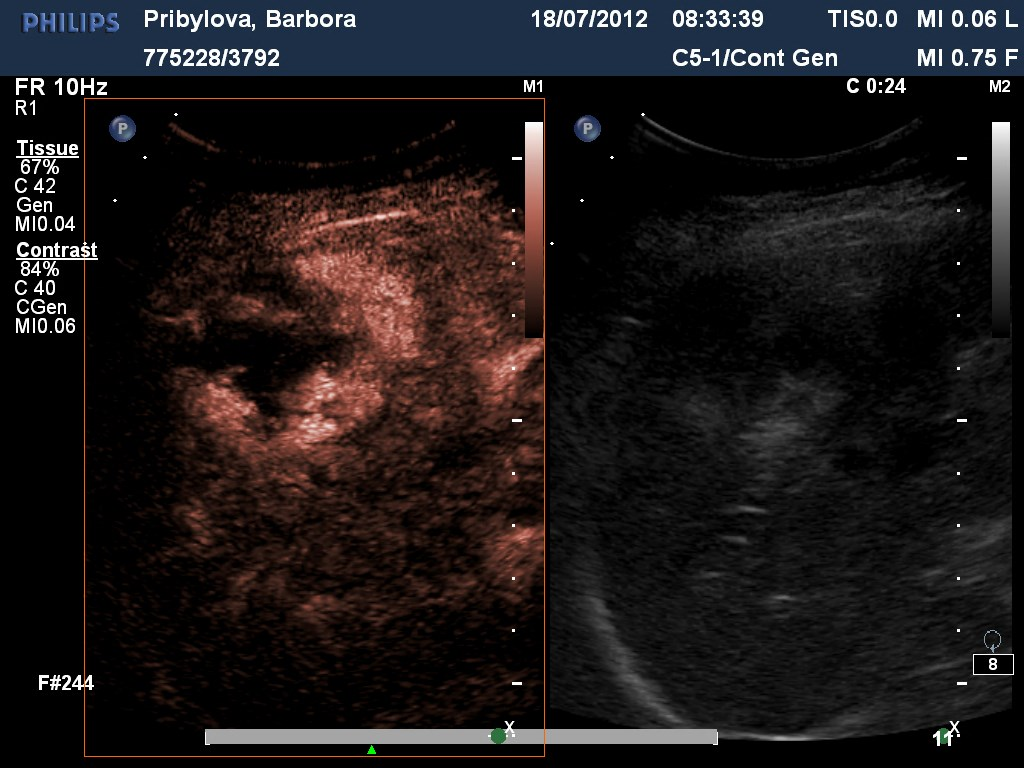 PHILIPS
Pribylova, Barbora 18/07/2012 08:33:39 TIS0.0 MI 0.06 L
775228/3792 C5-1/Cont Gen MI 0.75 F
FR 10Hz M1 C 0:24 M2
R1
P P
Tissue
67%
C 42
Gen
MI0.04
Contrast
84%
C 40
CGen
MI0.06
8
F#244
X X
11